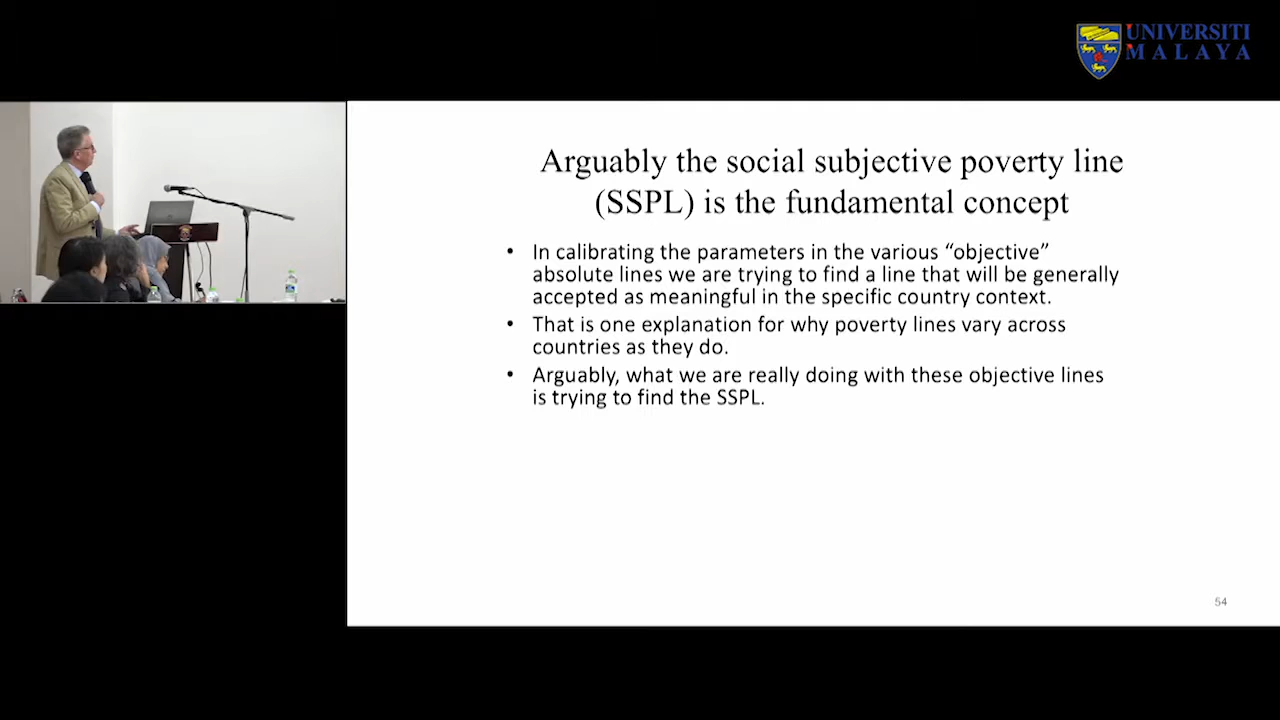 UNIVERSITI
MALAYA
Arguably the social subjective poverty line
(SSPL) is the fundamental concept
• In calibrating the parameters in the various “objective”
absolute lines we are trying to find a line that will be generally
accepted as meaningful in the specific country context.
• That is one explanation for why poverty lines vary across
countries as they do.
• Arguably, what we are really doing with these objective lines
is trying to find the SSPL.
54